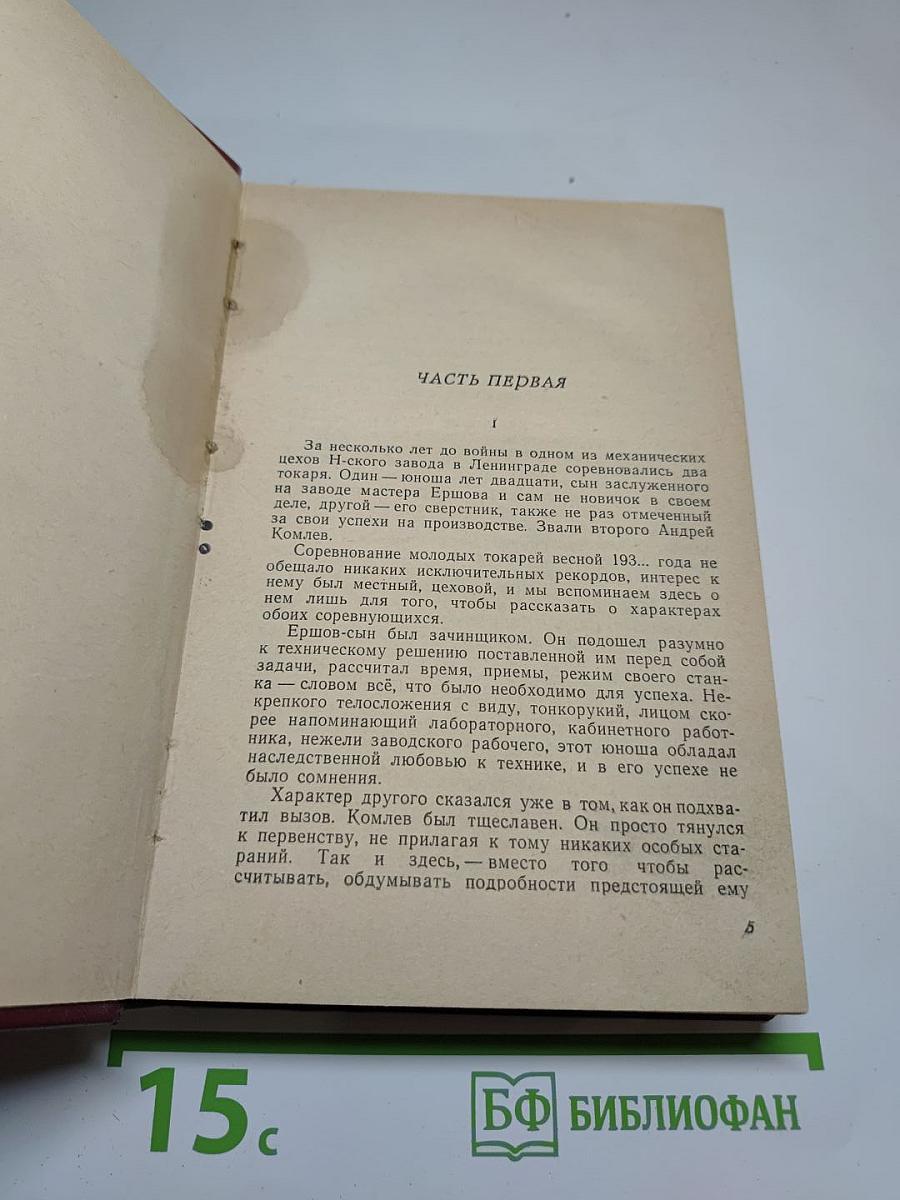 ЧАСТЬ ПЕРВАЯ
I
За несколько лет до войны в одном из механических
цехов Н-ского завода в Ленинграде соревновались два
токаря. Один — юноша лет двадцати, сын заслуженного
на заводе мастера Ершова и сам не новичок в своем
деле, другой — его сверстник, также не раз отмеченный
за свои успехи на производстве. Звали второго Андрей
Комлев.
Соревнование молодых токарей весной 193... года не
обещало никаких исключительных рекордов, интерес к
нему был местный, цеховой, и мы вспоминаем здесь о
нем лишь для того, чтобы рассказать о характерах
обоих соревнующихся.
Ершов-сын был зачинщиком. Он подошел разумно
к техническому решению поставленной им перед собой
задачи, рассчитал время, приемы, режим своего стан-
ка — словом всё, что было необходимо для успеха. Не-
крепкого телосложения с виду, тонкорукий, лицом ско-
рее напоминающий лабораторного, кабинетного работ-
ника, нежели заводского рабочего, этот юноша обладал
наследственной любовью к технике, и в его успехе не
было сомнения.
Характер другого сказался уже в том, как он подхва-
тил вызов. Комлев был тщеславен. Он просто тянулся
к первенству, не прилагая к тому никаких особых ста-
раний. Так и здесь, — вместо того чтобы рас-
считывать, обдумывать подробности предстоящей ему
5
15 с
БФ БИБЛИОФАН